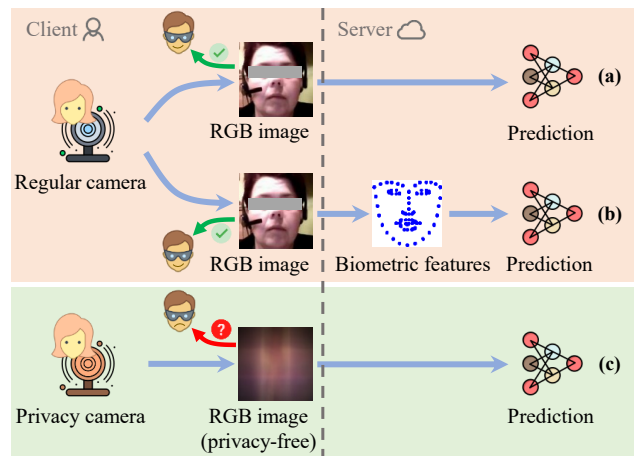 Client
Server
(a)
RGB image
Prediction
Regular camera
(b)
RGB image
Biometric features
Prediction
?
(c)
Privacy camera
RGB image
(privacy-free)
Prediction